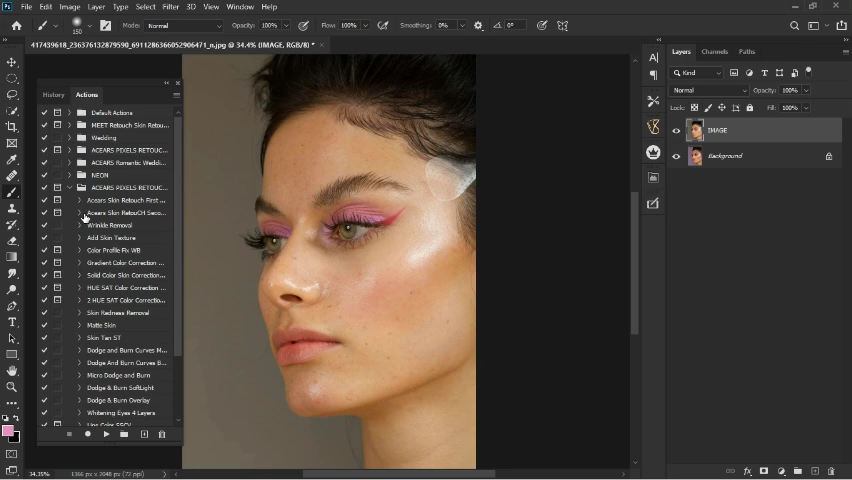 File Edit Image Layer Type Select Filter 3D View Window Help
150 Mode: Normal Opacity: 100% Flow: 100% Smoothing: 0% 0°
417439618_236376132879590_6911286366052906471_n.jpg @ 34.4% (IMAGE, RGB/8) *
History Actions
Default Actions
MEET Retouch Skin Retou...
Wedding
ACEARS PIXELS RETOUC...
ACEARS Romantic Weddi...
NEON
ACEARS PIXELS RETOUC...
Acears Skin Retouch First ...
Acears Skin RetouCH Seco...
Wrinkle Removal
Add Skin Texture
Color Profile Fix WB
Gradient Color Correction ...
Solid Color Skin Correction...
HUE SAT Color Correction ...
2 HUE SAT Color Correctio...
Skin Redness Removal
Matte Skin
Skin Tan ST
Dodge and Burn Curves M...
Dodge And Burn Curves B...
Micro Dodge and Burn
Dodge & Burn SoftLight
Dodge & Burn Overlay
Whitening Eyes 4 Layers
34.39% 1366 px x 2048 px (72 ppi)
Layers Channels Paths
Kind
Normal Opacity: 100%
Lock: Fill: 100%
IMAGE
Background